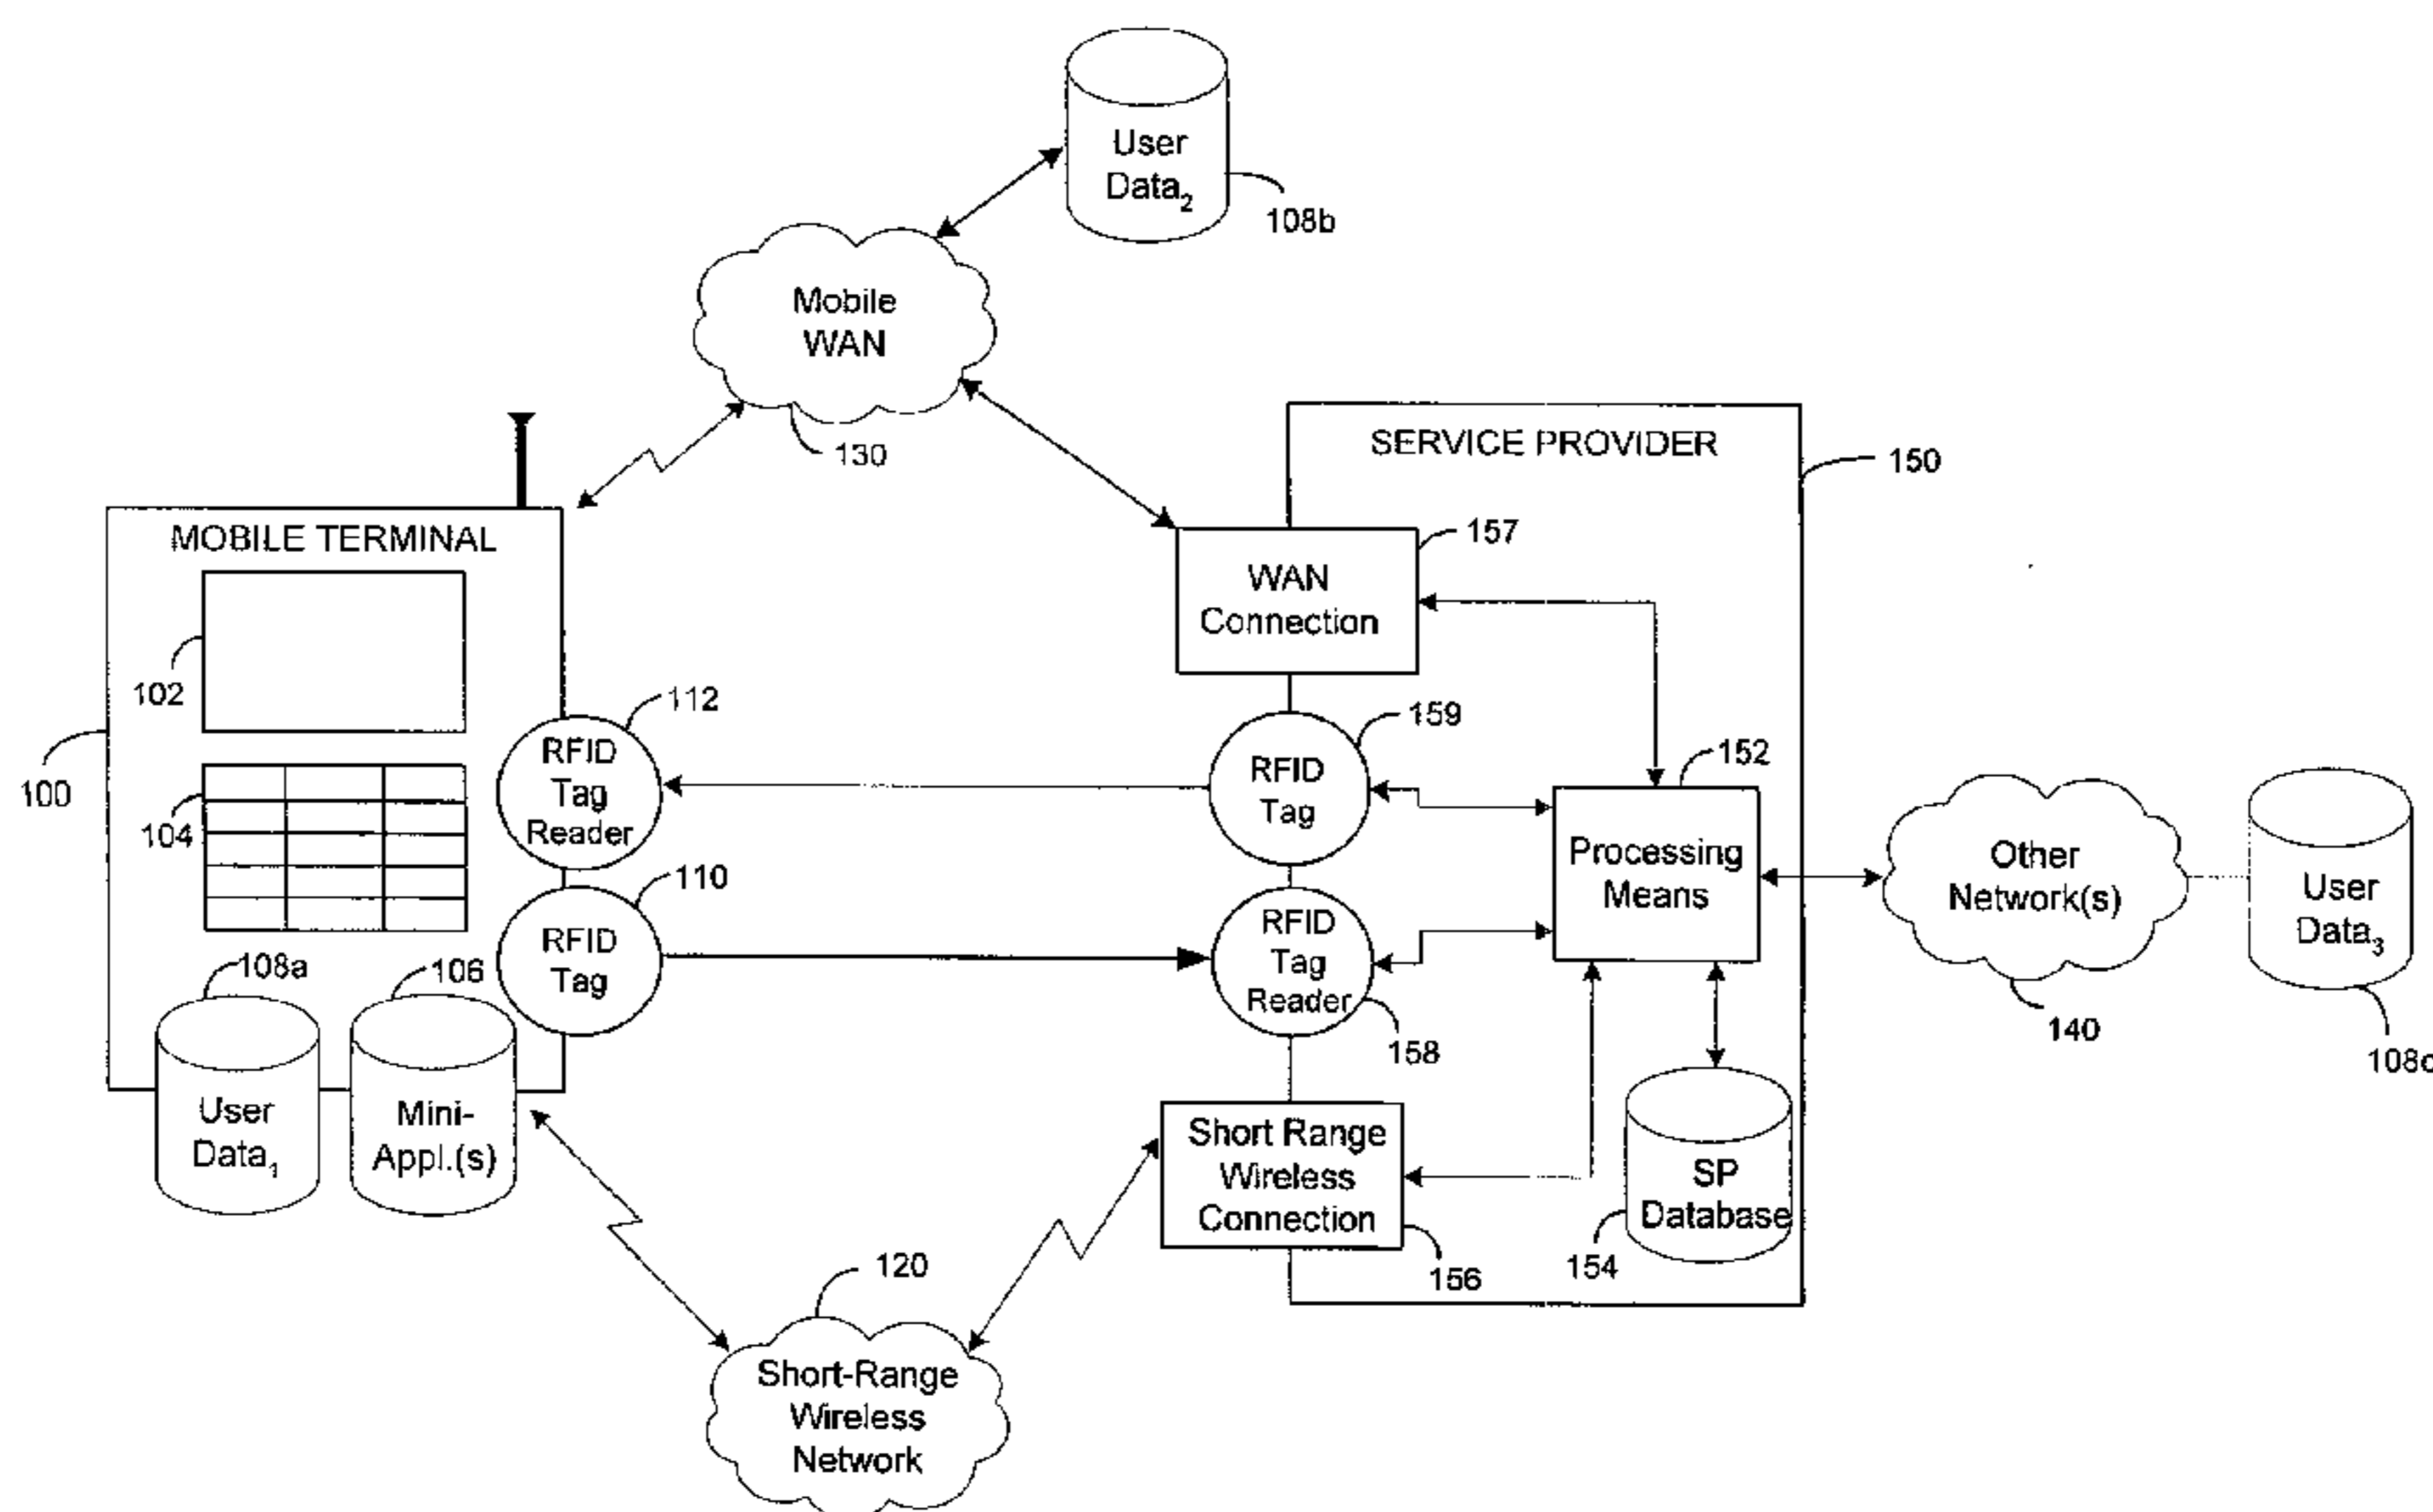 User
Data2
108b
Mobile
WAN
130
SERVICE PROVIDER
150
MOBILE TERMINAL
157
WAN
Connection
102
112
159
RFID
Tag
Reader
RFID
Tag
152
100
104
110
Processing
Means
Other
Network(s)
User
Data3
RFID
Tag
RFID
Tag
Reader
108a
106
158
140
108c
User
Data1
Mini-
Appl.(s)
Short Range
Wireless
Connection
SP
Database
154
156
120
Short-Range
Wireless
Network